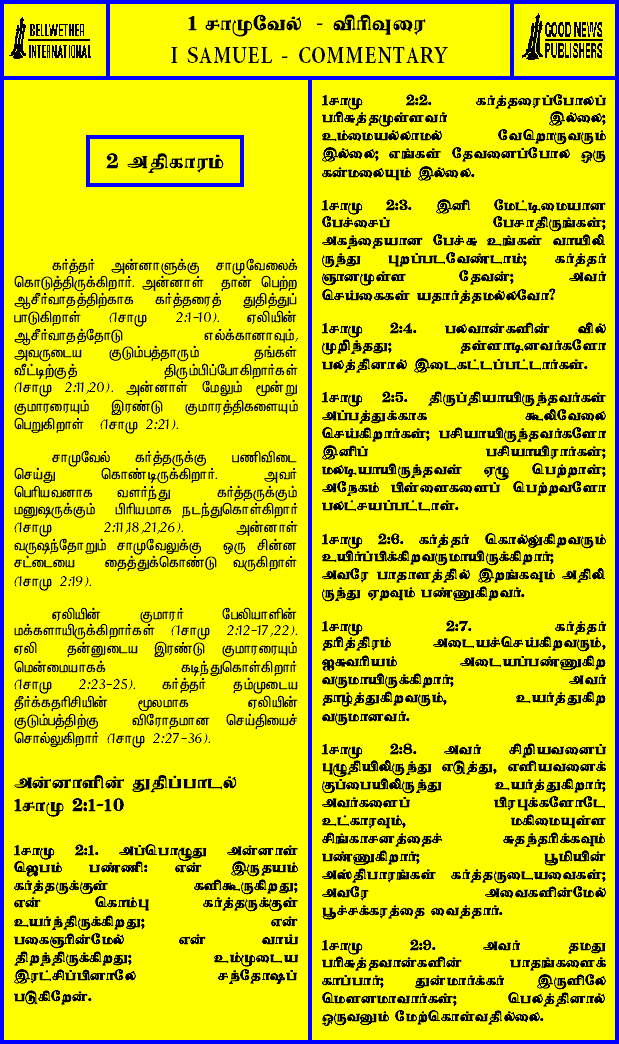 BELLWETHER
INTERNATIONAL
1 சாமுவேல் - விரிவுரை
I SAMUEL - COMMENTARY
GOOD NEWS
PUBLISHERS
2 அதிகாரம்
கர்த்தர் அன்னாளுக்கு சாமுவேலைக்
கொடுத்திருக்கிறார். அன்னாள் தான் பெற்ற
ஆசீர்வாதத்திற்காக கர்த்தரைத் துதித்துப்
பாடுகிறாள் (1சாமு 2:1-10). ஏலியின்
ஆசீர்வாதத்தோடு எல்க்கானாவும்,
அவருடைய குடும்பத்தாரும் தங்கள்
வீட்டிற்குத் திரும்பிப்போகிறார்கள்
(1சாமு 2:11,20). அன்னாள் மேலும் மூன்று
குமாரரையும் இரண்டு குமாரத்திகளையும்
பெறுகிறாள் (1சாமு 2:21).
சாமுவேல் கர்த்தருக்கு பணிவிடை
செய்து கொண்டிருக்கிறார். அவர்
பெரியவனாக வளர்ந்து கர்த்தருக்கும்
மனுஷருக்கும் பிரியமாக நடந்துகொள்கிறார்
(1சாமு 2:11,18,21,26). அன்னாள்
வருஷந்தோறும் சாமுவேலுக்கு ஒரு சின்ன
சட்டையை தைத்துக்கொண்டு வருகிறாள்
(1சாமு 2:19).
ஏலியின் குமாரர் பேலியாளின்
மக்களாயிருக்கிறார்கள் (1சாமு 2:12-17,22).
ஏலி தன்னுடைய இரண்டு குமாரரையும்
மென்மையாகக் கடிந்துகொள்கிறார்
(1சாமு 2:23-25). கர்த்தர் தம்முடைய
தீர்க்கதரிசியின் மூலமாக ஏலியின்
குடும்பத்திற்கு விரோதமான செய்தியைச்
சொல்லுகிறார் (1சாமு 2:27-36).
அன்னாளின் துதிப்பாடல்
1சாமு 2:1-10
1சாமு 2:1. அப்பொழுது அன்னாள்
ஜெபம் பண்ணி: என் இருதயம்
கர்த்தருக்குள் களிகூருகிறது;
என் கொம்பு கர்த்தருக்குள்
உயர்ந்திருக்கிறது; என்
பகைஞரின்மேல் என் வாய்
திறந்திருக்கிறது; உம்முடைய
இரட்சிப்பினாலே சந்தோஷப்
படுகிறேன்.
1சாமு 2:2. கர்த்தரைப்போலப்
பரிசுத்தமுள்ளவர் இல்லை;
உம்மையல்லாமல் வேறொருவரும்
இல்லை; எங்கள் தேவனைப்போல ஒரு
கன்மலையும் இல்லை.
1சாமு 2:3. இனி மேட்டிமையான
பேச்சைப் பேசாதிருங்கள்;
அகந்தையான பேச்சு உங்கள் வாயிலி
ருந்து புறப்படவேண்டாம்; கர்த்தர்
ஞானமுள்ள தேவன்; அவர்
செய்கைகள் யதார்த்தமல்லவோ?
1சாமு 2:4. பலவான்களின் வில்
முறிந்தது; தள்ளாடினவர்களோ
பலத்தினால் இடைகட்டப்பட்டார்கள்.
1சாமு 2:5. திருப்தியாயிருந்தவர்கள்
அப்பத்துக்காக கூலிவேலை
செய்கிறார்கள்; பசியாயிருந்தவர்களோ
இனிப் பசியாயிரார்கள்;
மலடியாயிருந்தவள் ஏழு பெற்றாள்;
அநேகம் பிள்ளைகளைப் பெற்றவளோ
பலட்சயப்பட்டாள்.
1சாமு 2:6. கர்த்தர் கொல்லுகிறவரும்
உயிர்ப்பிக்கிறவருமாயிருக்கிறார்;
அவரே பாதாளத்தில் இறங்கவும் அதிலி
ருந்து ஏறவும் பண்ணுகிறவர்.
1சாமு 2:7. கர்த்தர்
தரித்திரம் அடையச்செய்கிறவரும்,
ஐசுவரியம் அடையப்பண்ணுகிற
வருமாயிருக்கிறார்; அவர்
தாழ்த்துகிறவரும், உயர்த்துகிற
வருமானவர்.
1சாமு 2:8. அவர் சிறியவனைப்
புழுதியிலிருந்து எடுத்து, எளியவனைக்
குப்பையிலிருந்து உயர்த்துகிறார்;
அவர்களைப் பிரபுக்களோடே
உட்காரவும், மகிமையுள்ள
சிங்காசனத்தைச் சுதந்தரிக்கவும்
பண்ணுகிறார்; பூமியின்
அஸ்திபாரங்கள் கர்த்தருடையவைகள்;
அவரே அவைகளின்மேல்
பூச்சக்கரத்தை வைத்தார்.
1சாமு 2:9. அவர் தமது
பரிசுத்தவான்களின் பாதங்களைக்
காப்பார்; துன்மார்க்கர் இருளிலே
மௌனமாவார்கள்; பெலத்தினால்
ஒருவனும் மேற்கொள்வதில்லை.